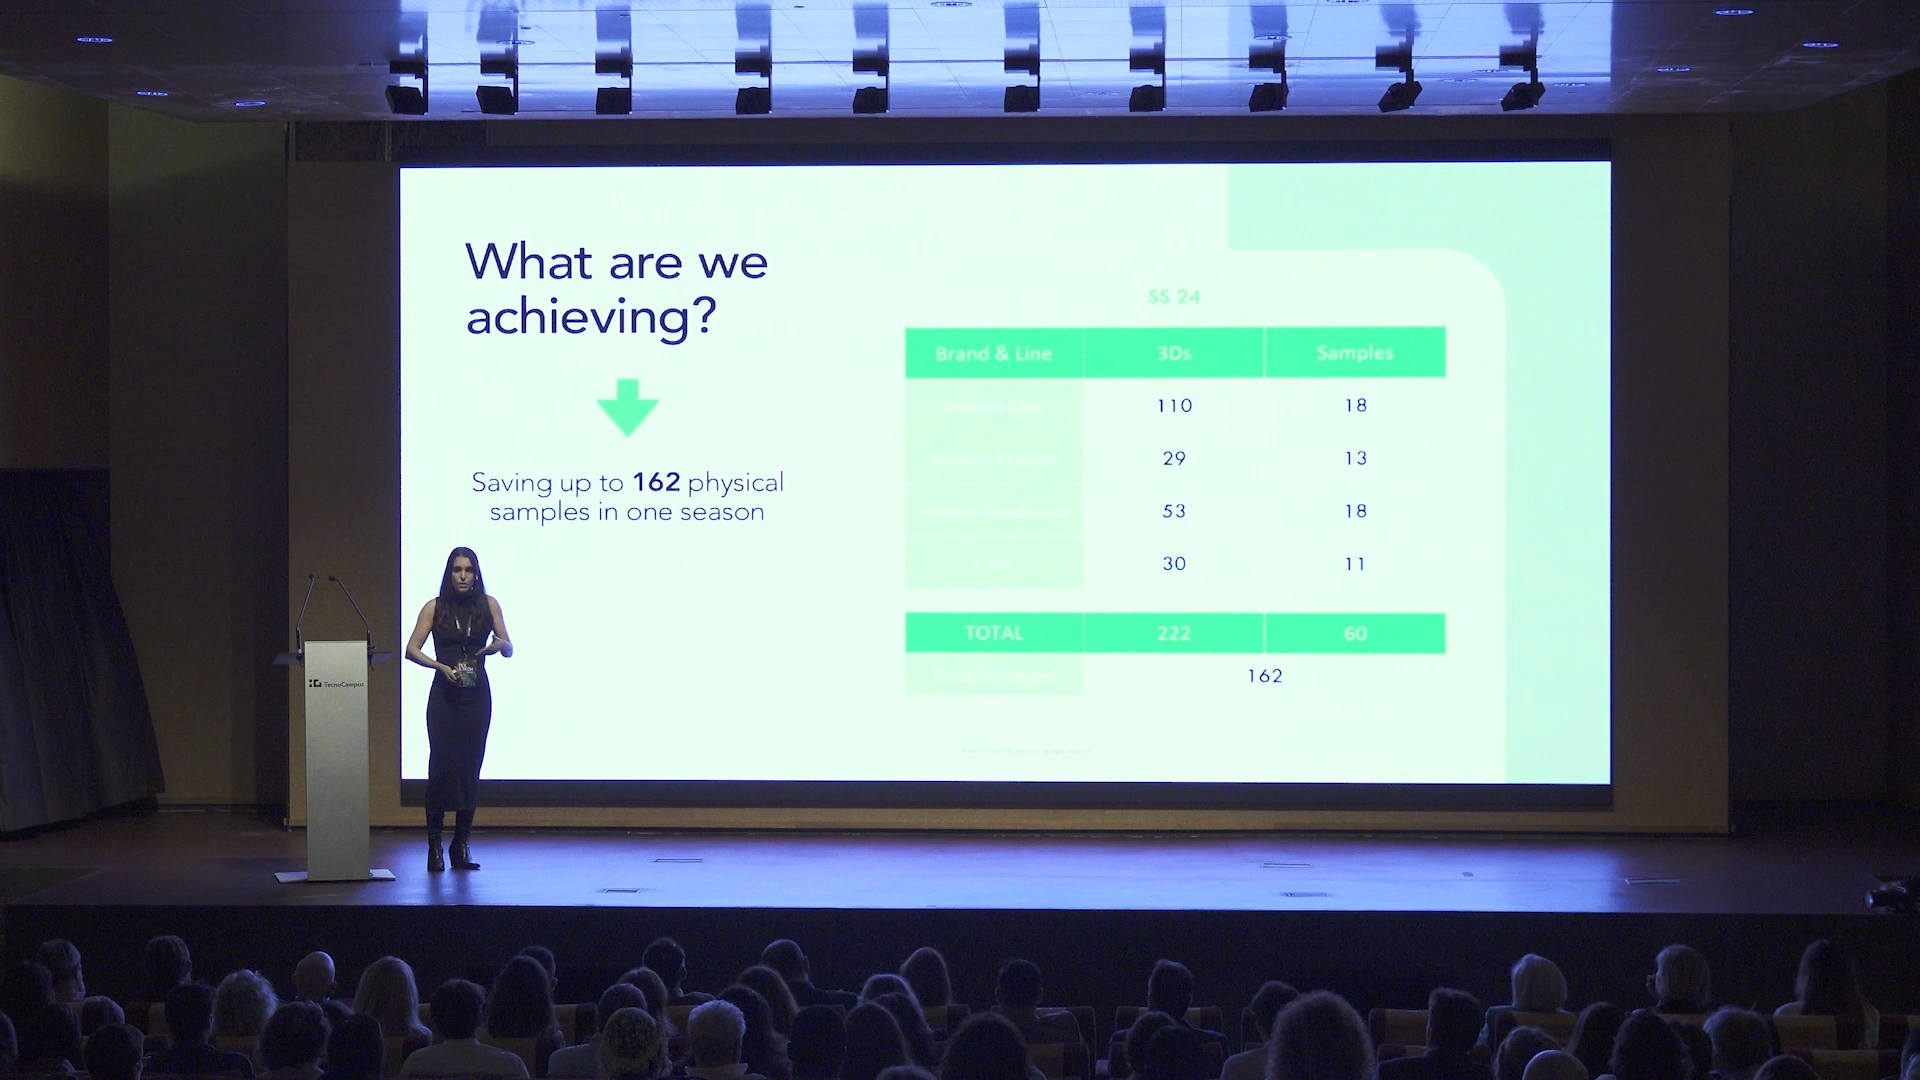 What are we
achieving?
Saving up to 162 physical
samples in one season
SS 24
Brand & Line 3Ds Samples
110 18
29 13
53 18
30 11
TOTAL 222 60
162
TecnoCampus